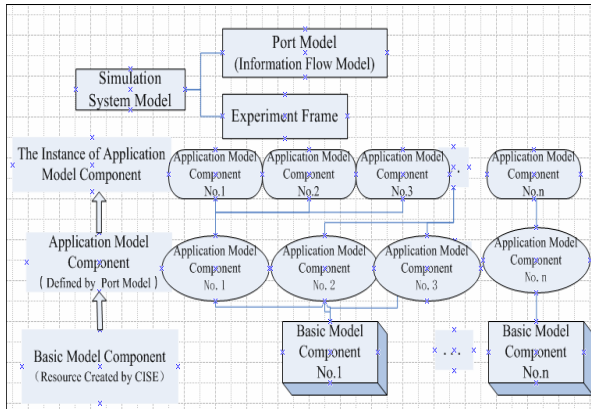 Port Model
(Information Flow Model)
Simulation
System Model
Experiment Frame
The Instance of Application
Model Component
Application Model
Component
No.1
Application Model
Component
No.2
Application Model
Component
No.3
. .
Application Model
Component
No.n
Application Model
Component
( Defined by Port Model )
Application Model
Component
No. 1
Application Model
Component
No. 2
Application Model
Component
No. 3
Application Model
Component
No. n
Basic Model Component
(Resource Created by CISE)
Basic Model
Component
No.1
. . .
Basic Model
Component
No.n